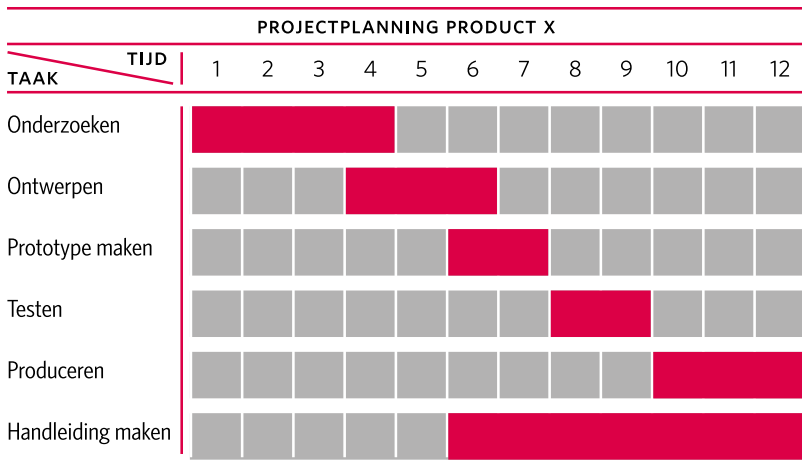 PROJECTPLANNING PRODUCT X
TIJD
TAAK
1 2 3 4 5 6 7 8 9 10 11 12
Onderzoeken
Ontwerpen
Prototype maken
Testen
Produceren
Handleiding maken